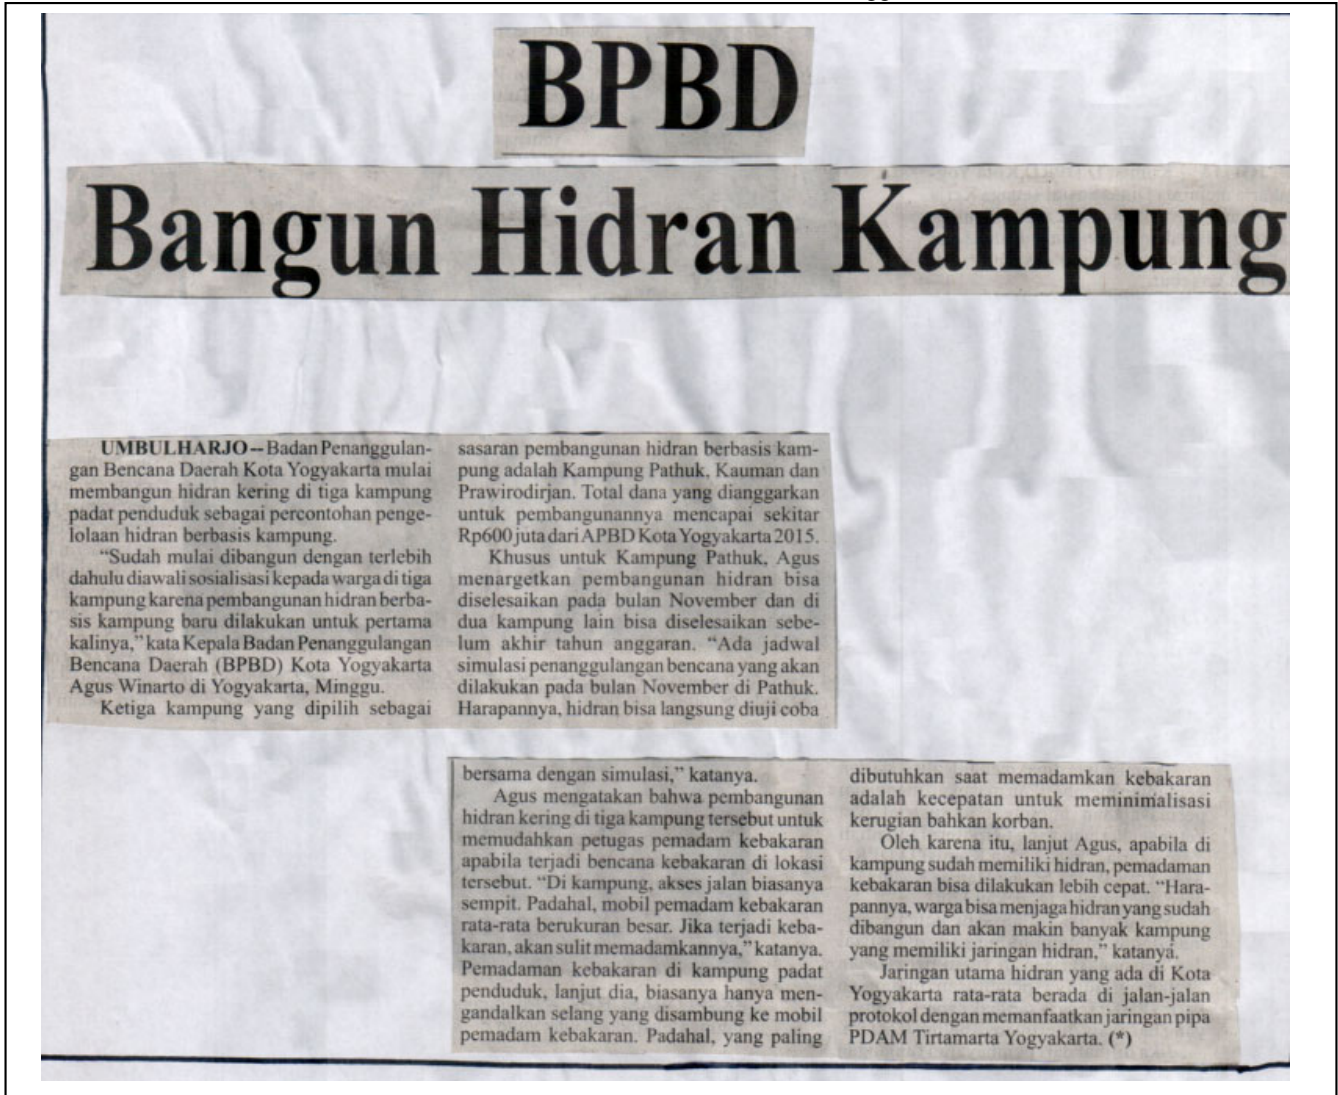 BPBD
Bangun Hidran Kampung
UMBULHARJO – Badan Penanggulan-
gan Bencana Daerah Kota Yogyakarta mulai
membangun hidran kering di tiga kampung
padat penduduk sebagai percontohan penge-
lolaan hidran berbasis kampung.
“Sudah mulai dibangun dengan terlebih
dahulu diawali sosialisasi kepada warga di tiga
kampung karena pembangunan hidran berba-
sis kampung baru dilakukan untuk pertama
kalinya,” kata Kepala Badan Penanggulangan
Bencana Daerah (BPBD) Kota Yogyakarta
Agus Winarto di Yogyakarta, Minggu.
Ketiga kampung yang dipilih sebagai
sasaran pembangunan hidran berbasis kam-
pung adalah Kampung Pathuk, Kauman dan
Prawirodirjan. Total dana yang dianggarkan
untuk pembangunannya mencapai sekitar
Rp600 juta dari APBD Kota Yogyakarta 2015.
Khusus untuk Kampung Pathuk, Agus
menargetkan pembangunan hidran bisa
diselesaikan pada bulan November dan di
dua kampung lain bisa diselesaikan sebe-
lum akhir tahun anggaran. “Ada jadwal
simulasi penanggulangan bencana yang akan
dilakukan pada bulan November di Pathuk.
Harapannya, hidran bisa langsung diuji coba
bersama dengan simulasi,” katanya.
Agus mengatakan bahwa pembangunan
hidran kering di tiga kampung tersebut untuk
memudahkan petugas pemadam kebakaran
apabila terjadi bencana kebakaran di lokasi
tersebut. “Di kampung, akses jalan biasanya
sempit. Padahal, mobil pemadam kebakaran
rata-rata berukuran besar. Jika terjadi keba-
karan, akan sulit memadamkannya,” katanya.
Pemadaman kebakaran di kampung padat
penduduk, lanjut dia, biasanya hanya men-
gandalkan selang yang disambung ke mobil
pemadam kebakaran. Padahal, yang paling
dibutuhkan saat memadamkan kebakaran
adalah kecepatan untuk meminimalisasi
kerugian bahkan korban.
Oleh karena itu, lanjut Agus, apabila di
kampung sudah memiliki hidran, pemadaman
kebakaran bisa dilakukan lebih cepat. “Hara-
pannya, warga bisa menjaga hidran yang sudah
dibangun dan akan makin banyak kampung
yang memiliki jaringan hidran,” katanya.
Jaringan utama hidran yang ada di Kota
Yogyakarta rata-rata berada di jalan-jalan
protokol dengan memanfaatkan jaringan pipa
PDAM Tirtamarta Yogyakarta. (*)